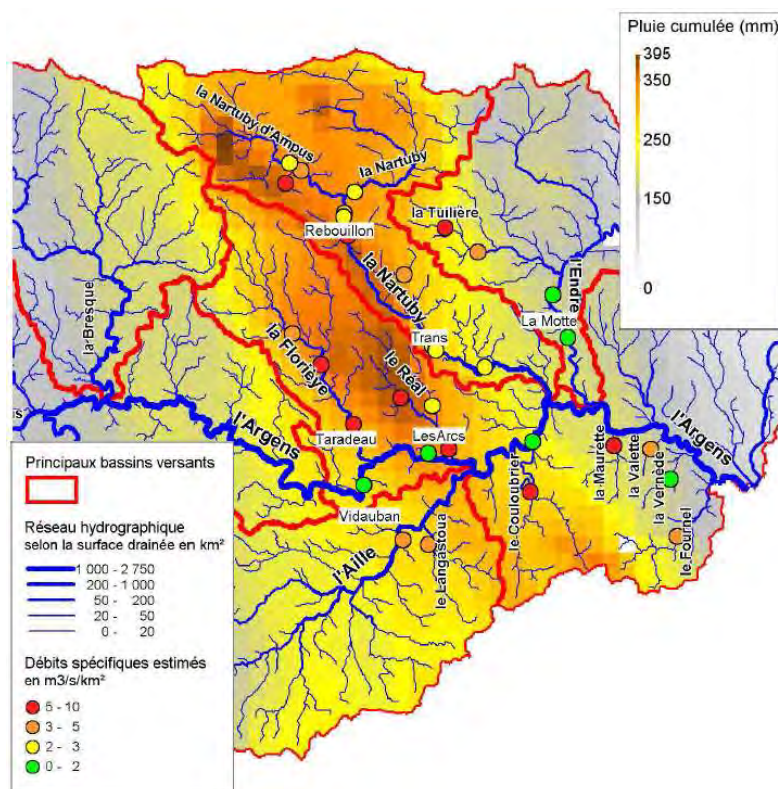 Pluie cumulée (mm)
395
350
250
150
0
la Nartuby d'Ampus
la Nartuby
la Tuilière
Rebouillon
la Nartuby
l'Endre
la Bresque
La Motte
Trans
la Florièye
le Réal
l'Argens
l'Argens
Taradeau
LesArcs
Vidauban
le Couloubrier
la Maurette
la Valette
la Vernède
le Fournel
l'Aille
le Langastoua
Principaux bassins versants
Réseau hydrographique
selon la surface drainée en km²
1 000 - 2 750
200 - 1 000
50 - 200
20 - 50
0 - 20
Débits spécifiques estimés
en m3/s/km²
5 - 10
3 - 5
2 - 3
0 - 2